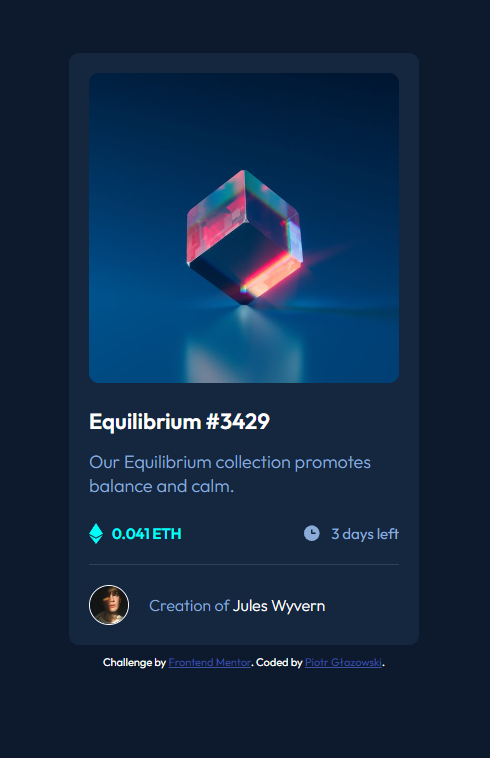 Equilibrium #3429
Our Equilibrium collection promotes
balance and calm.
0.041 ETH
3 days left
Creation of Jules Wyvern
Challenge by Frontend Mentor. Coded by Piotr Głazowski.